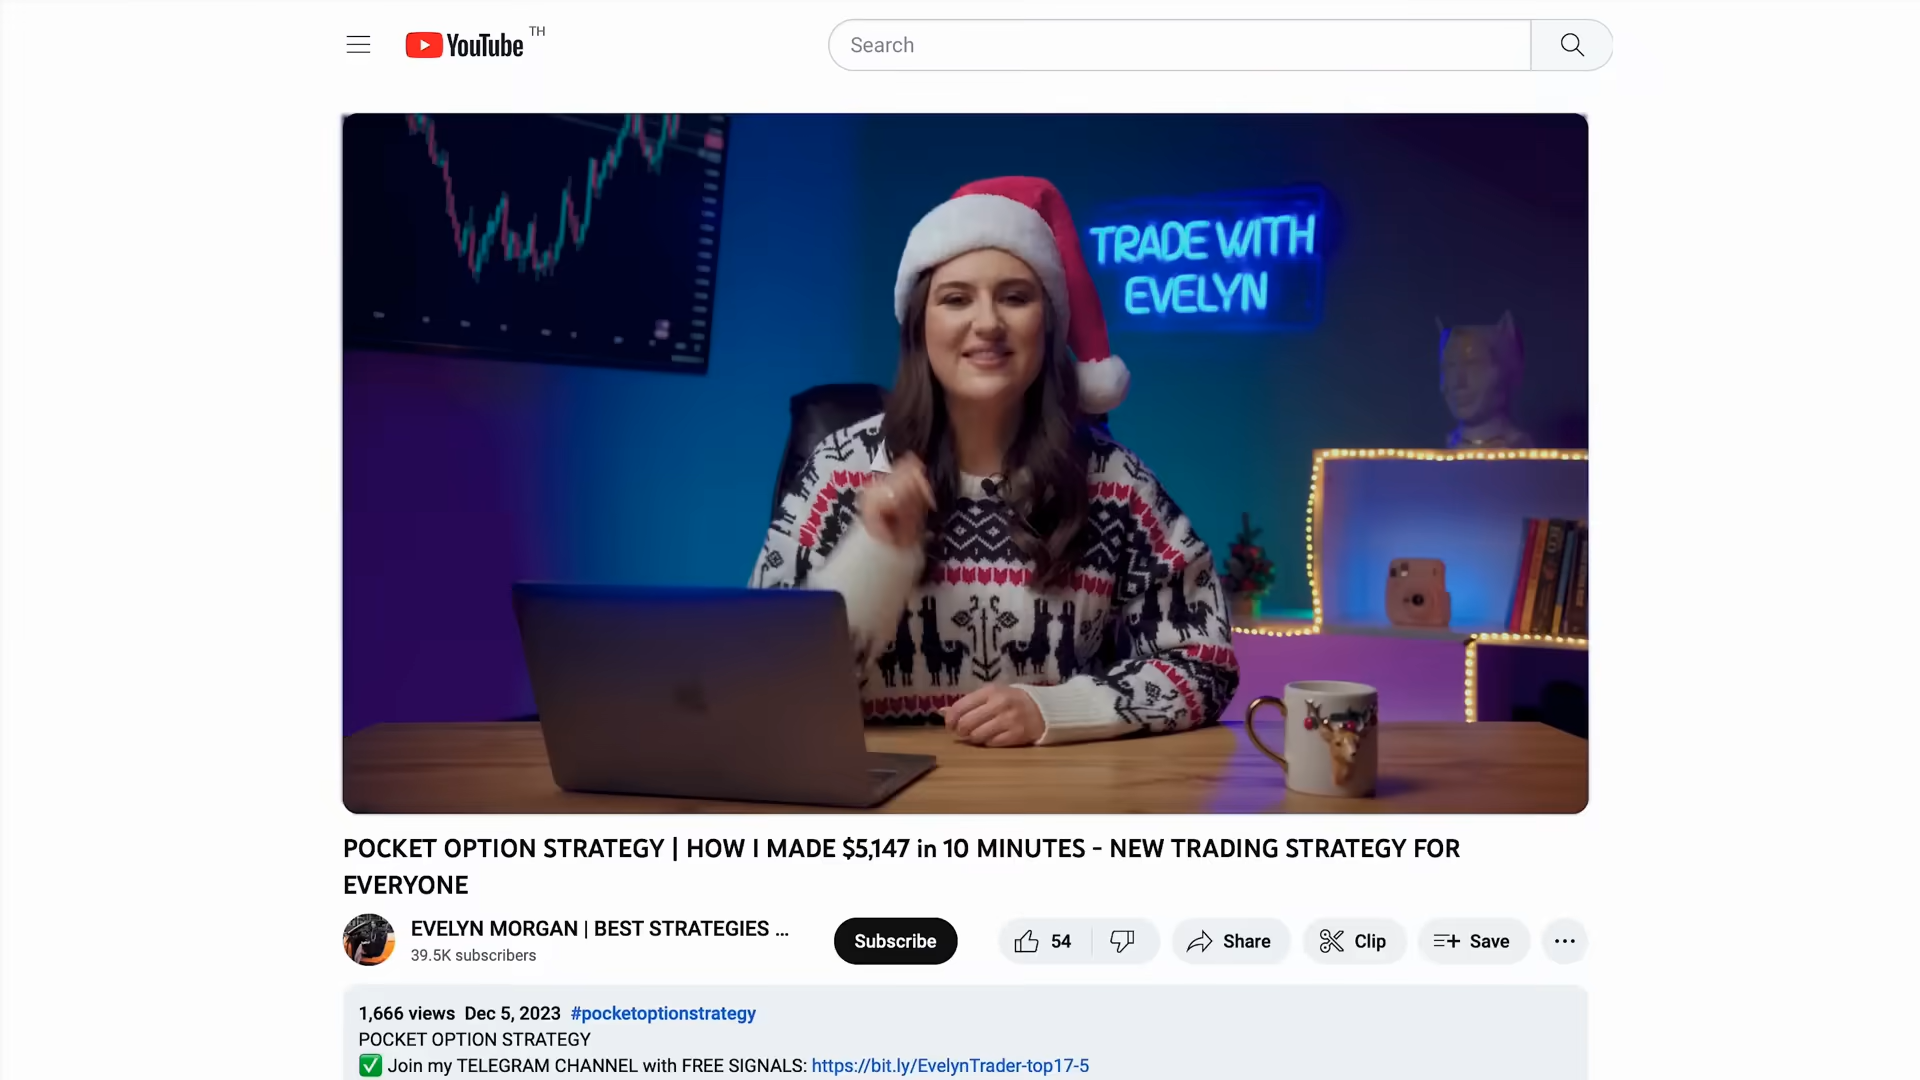 YouTube TH
Search
TRADE WITH
EVELYN
POCKET OPTION STRATEGY | HOW I MADE $5,147 in 10 MINUTES - NEW TRADING STRATEGY FOR
EVERYONE
EVELYN MORGAN | BEST STRATEGIES ...
39.5K subscribers
Subscribe
54
Share
Clip
Save
1,666 views Dec 5, 2023 #pocketoptionstrategy
POCKET OPTION STRATEGY
✅ Join my TELEGRAM CHANNEL with FREE SIGNALS: https://bit.ly/EvelynTrader-top17-5